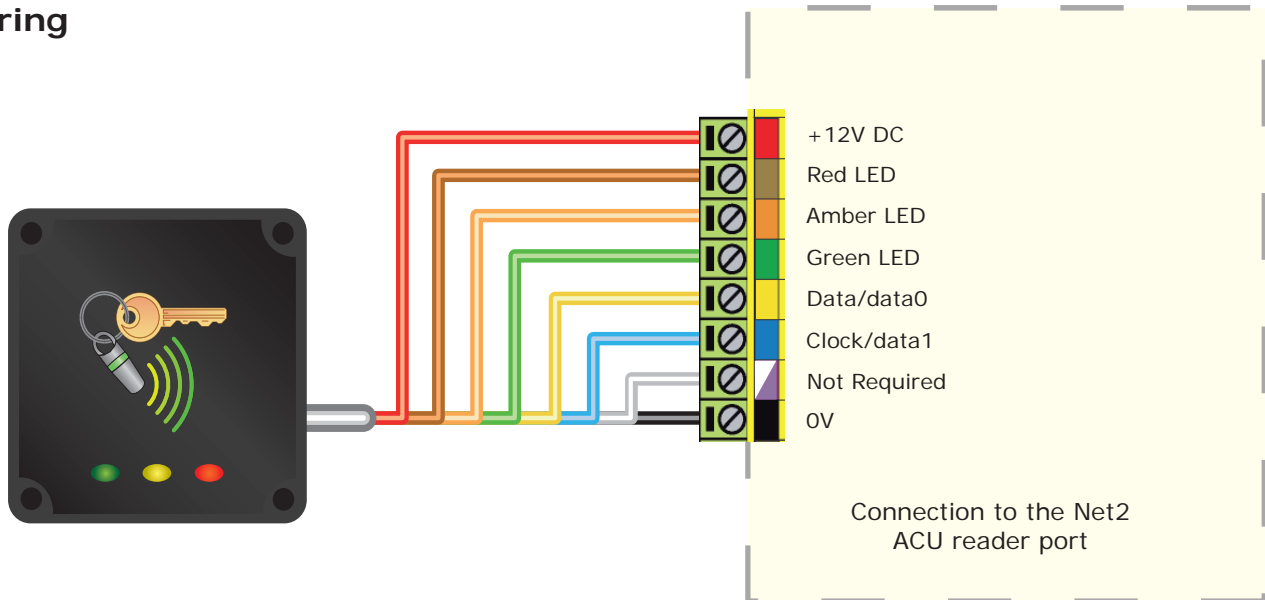 +12V DC
Red LED
Amber LED
Green LED
Data/data0
Clock/data1
Not Required
0V
Connection to the Net2
ACU reader port